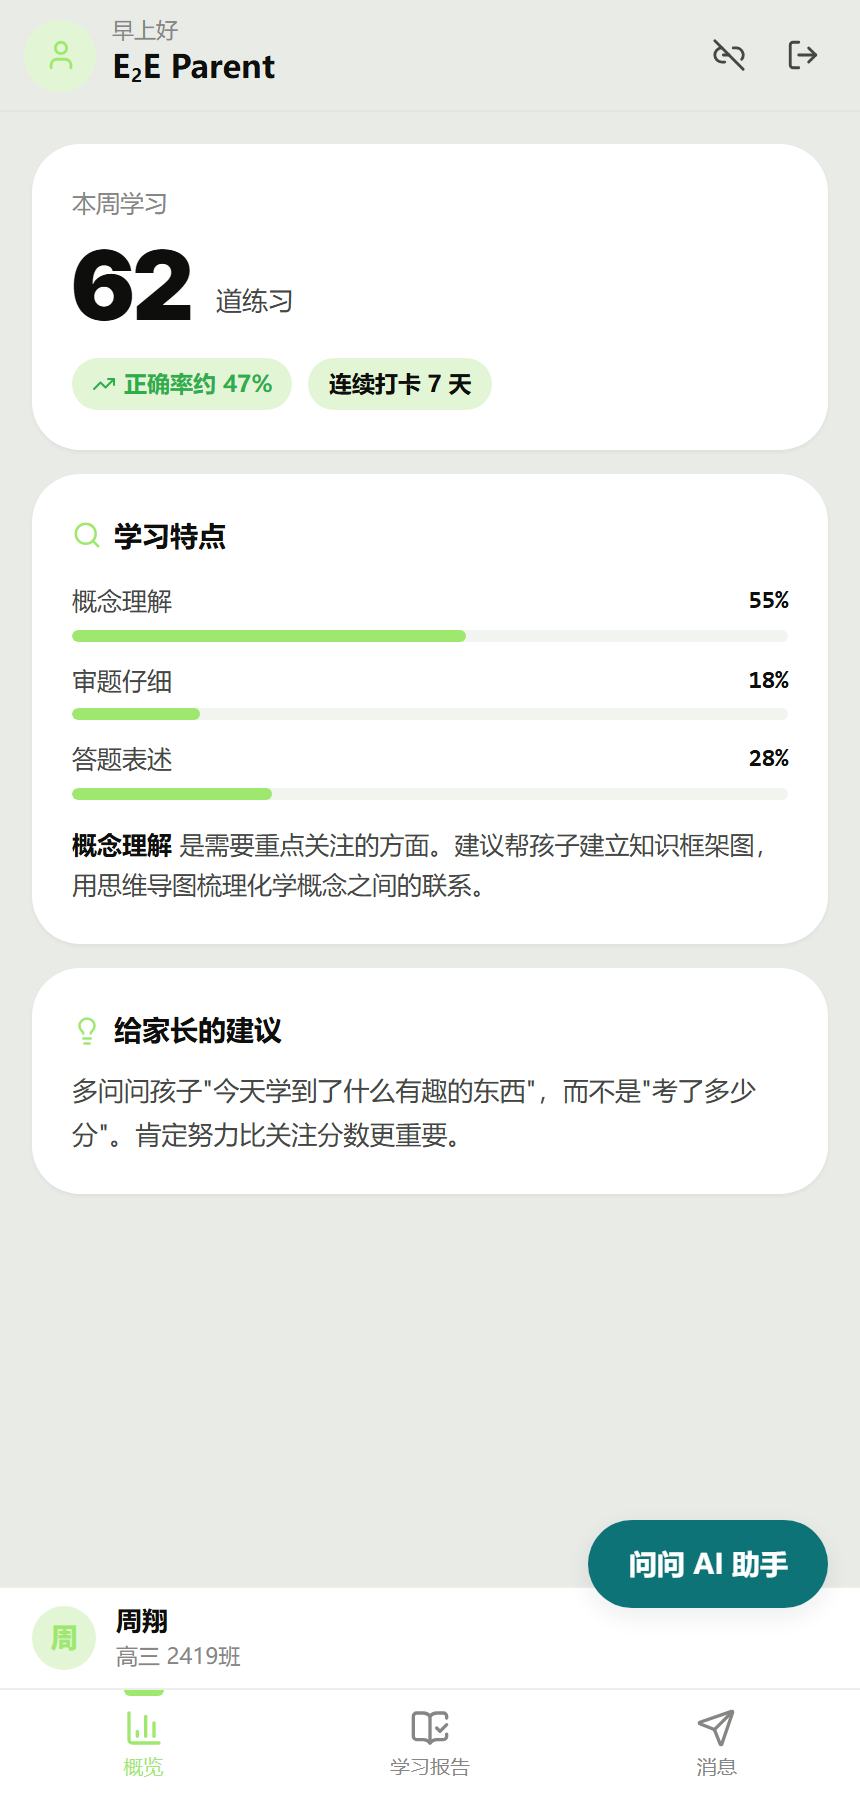 早上好
E₂E Parent
本周学习
62 道练习
正确率约 47%
连续打卡 7 天
学习特点
概念理解 55%
审题仔细 18%
答题表述 28%
概念理解 是需要重点关注的方面。建议帮孩子建立知识框架图，
用思维导图梳理化学概念之间的联系。
给家长的建议
多问问孩子"今天学到了什么有趣的东西"，而不是"考了多少
分"。肯定努力比关注分数更重要。
问问 AI 助手
周
周翔
高三 2419班
概览
学习报告
消息